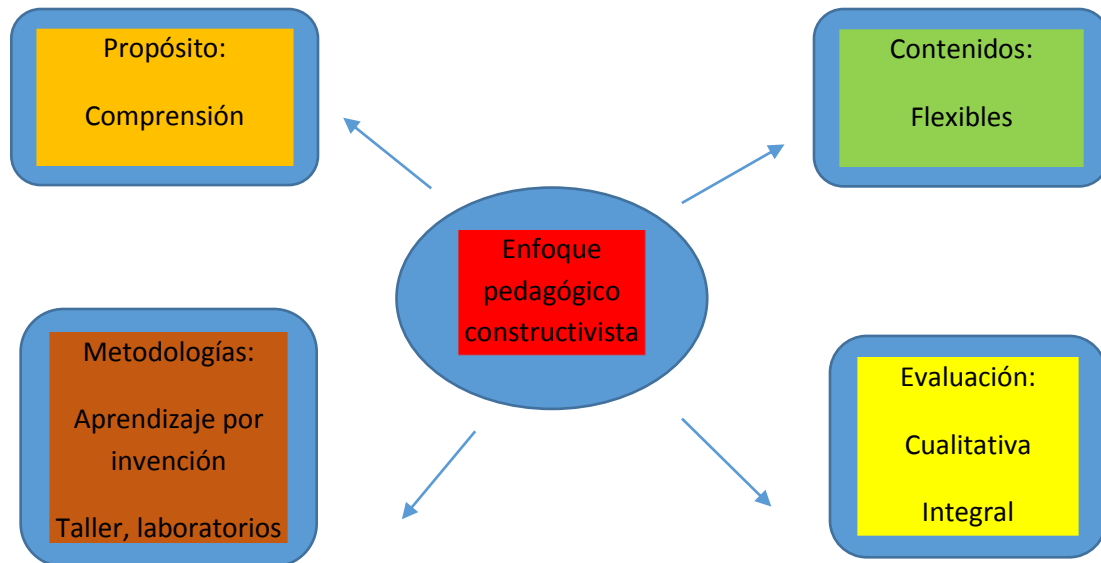 Propósito:
Comprensión
Contenidos:
Flexibles
Enfoque
pedagógico
constructivista
Metodologías:
Aprendizaje por
invención
Taller, laboratorios
Evaluación:
Cualitativa
Integral